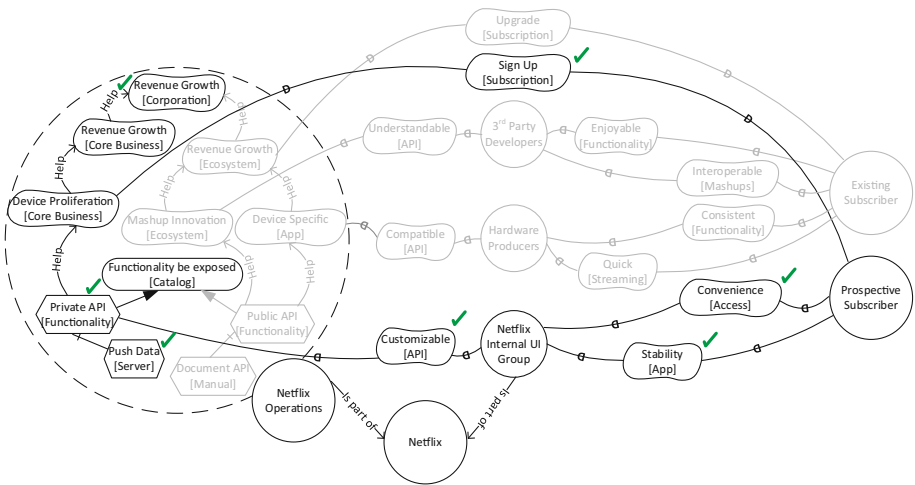 Upgrade
[Subscription]
D
D
Sign Up
[Subscription]
D
D
Revenue Growth
[Corporation]
Help
Revenue Growth
[Core Business]
Help
Help
Revenue Growth
[Ecosystem]
Understandable
[API]
D
D
3rd Party
Developers
D
Enjoyable
[Functionality]
D
D
Interoperable
[Mashups]
D
Existing
Subscriber
Device Proliferation
[Core Business]
Help
Help
Mashup Innovation
[Ecosystem]
Device Specific
[App]
D
Compatible
[API]
D
Hardware
Producers
D
Consistent
[Functionality]
D
D
Quick
[Streaming]
D
Help
Help
Help
Functionality be exposed
[Catalog]
Private API
[Functionality]
Public API
[Functionality]
Push Data
[Server]
Document API
[Manual]
D
Customizable
[API]
D
Netflix
Internal UI
Group
D
Convenience
[Access]
D
D
Stability
[App]
D
Prospective
Subscriber
Netflix
Operations
Is part of
Is part of
Netflix